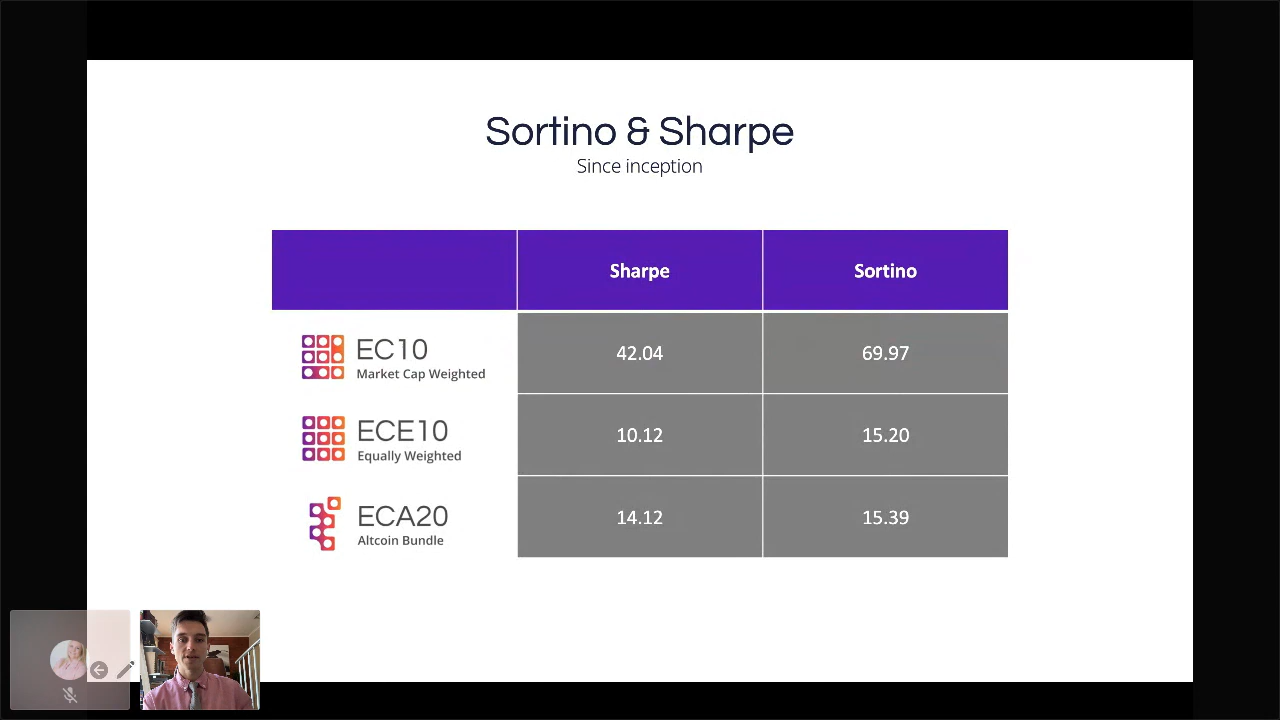 Sortino & Sharpe
Since inception
Sharpe Sortino
EC10
Market Cap Weighted
42.04 69.97
ECE10
Equally Weighted
10.12 15.20
ECA20
Altcoin Bundle
14.12 15.39